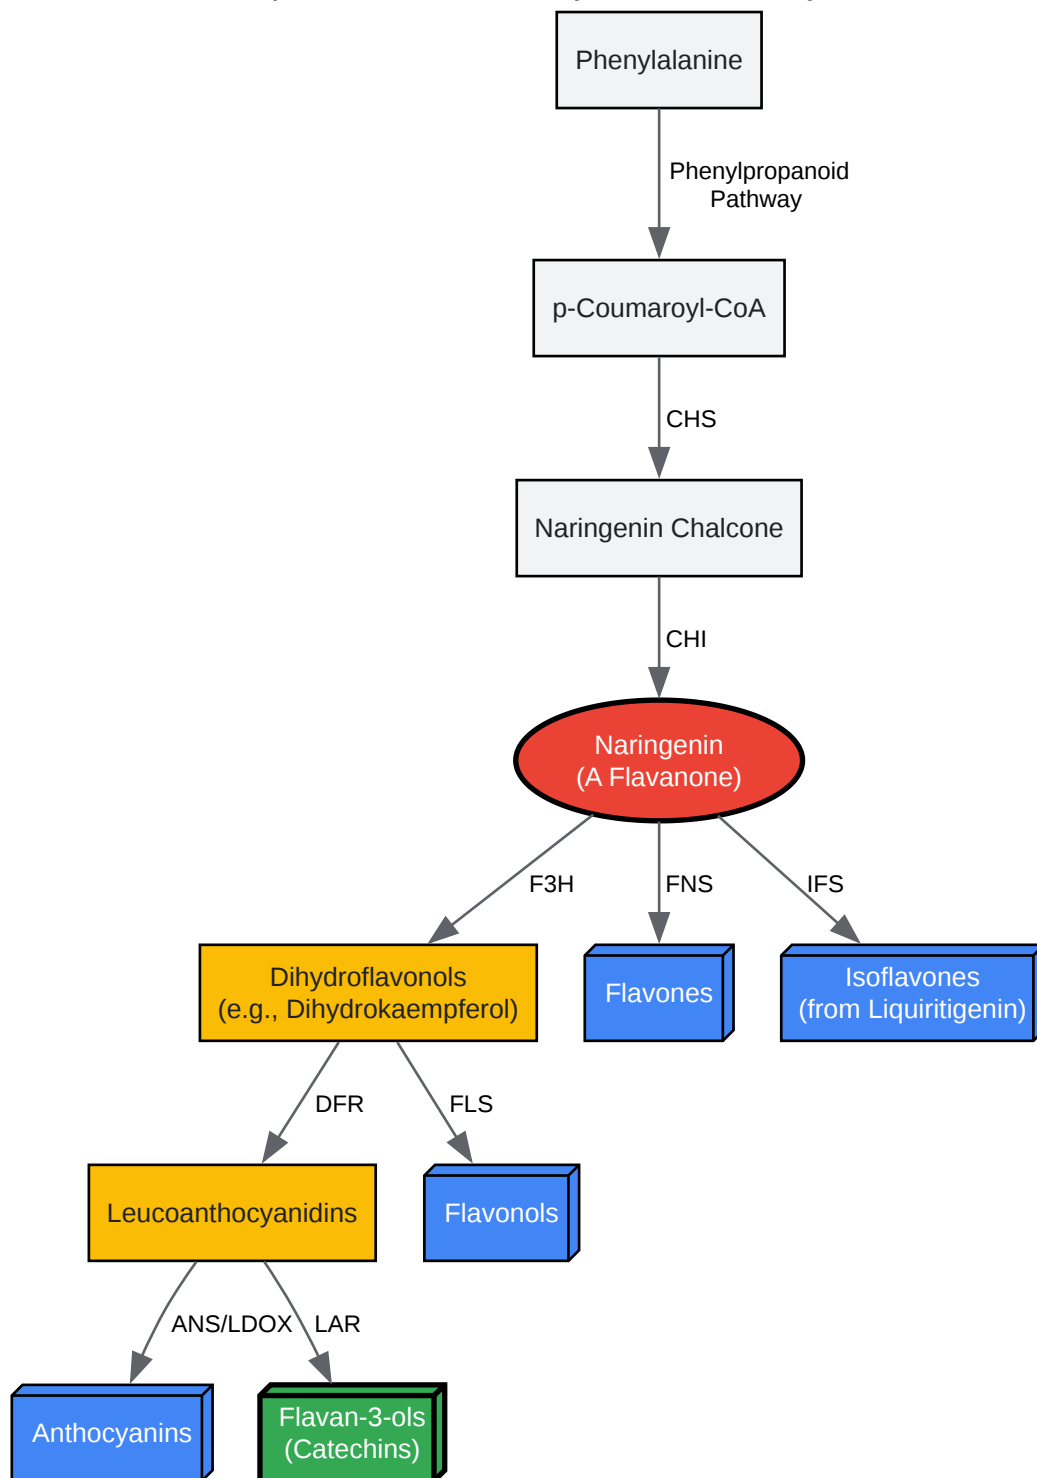 Phenylalanine
Phenylpropanoid
Pathway
p-Coumaroyl-CoA
CHS
Naringenin Chalcone
CHI
Naringenin
(A Flavanone)
F3H
FNS
IFS
Dihydroflavonols
(e.g., Dihydrokaempferol)
Flavones
Isoflavones
(from Liquiritigenin)
DFR
FLS
Leucoanthocyanidins
Flavonols
ANS/LDOX
LAR
Anthocyanins
Flavan-3-ols
(Catechins)